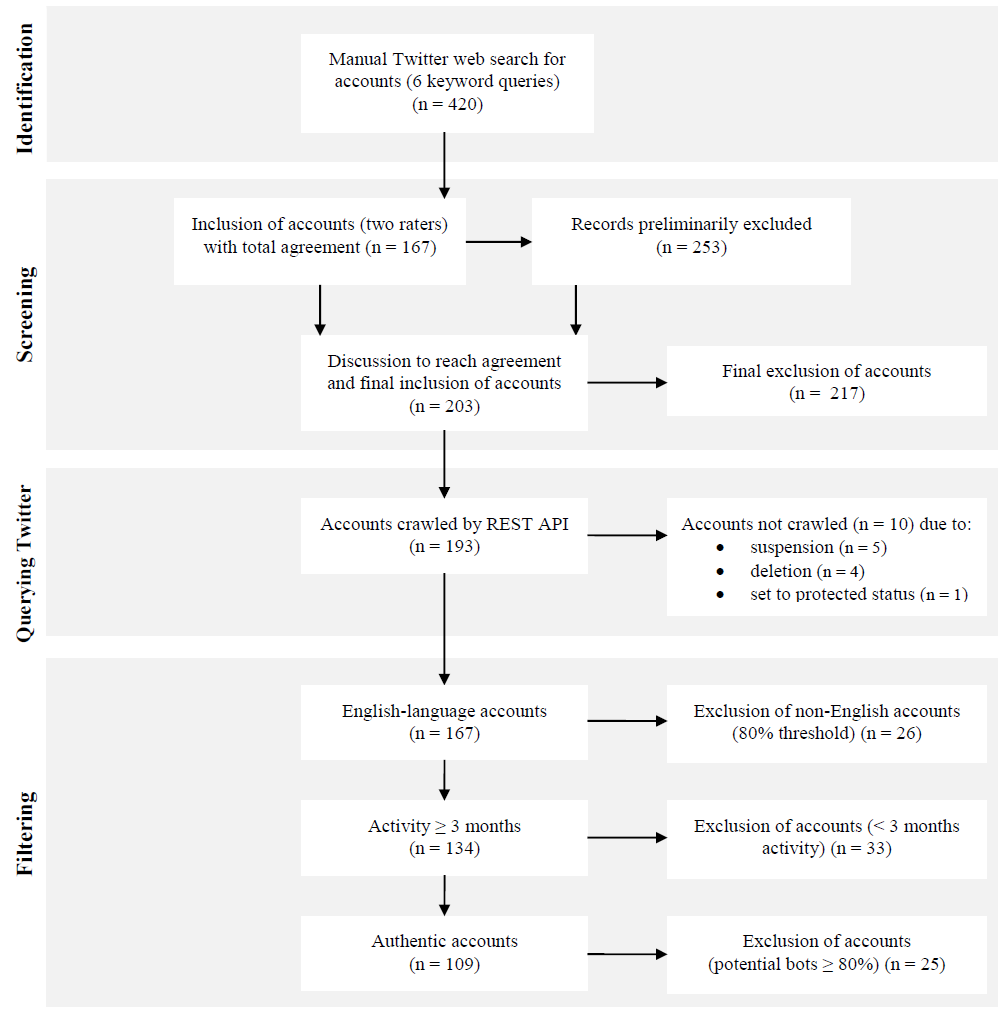 Identification
Manual Twitter web search for
accounts (6 keyword queries)
(n = 420)
Screening
Inclusion of accounts (two raters)
with total agreement (n = 167)
Records preliminarily excluded
(n = 253)
Discussion to reach agreement
and final inclusion of accounts
(n = 203)
Final exclusion of accounts
(n = 217)
Querying Twitter
Accounts crawled by REST API
(n = 193)
Accounts not crawled (n = 10) due to:
• suspension (n = 5)
• deletion (n = 4)
• set to protected status (n = 1)
Filtering
English-language accounts
(n = 167)
Exclusion of non-English accounts
(80% threshold) (n = 26)
Activity ≥ 3 months
(n = 134)
Exclusion of accounts (< 3 months
activity) (n = 33)
Authentic accounts
(n = 109)
Exclusion of accounts
(potential bots ≥ 80%) (n = 25)